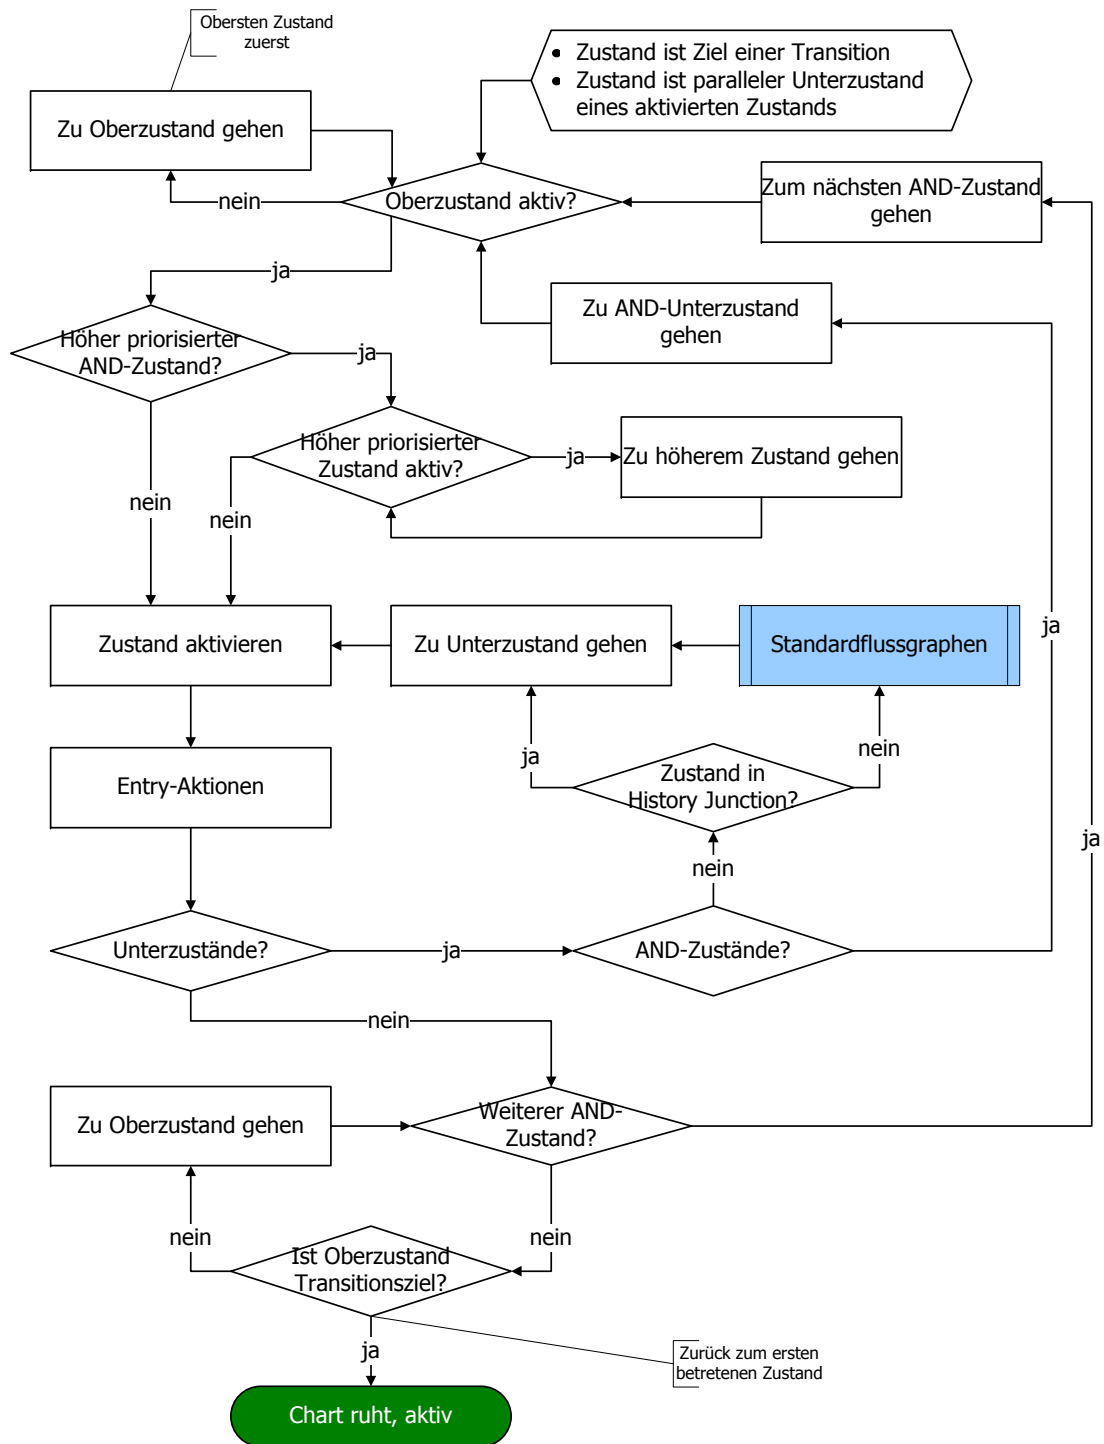 Obersten Zustand
zuerst
• Zustand ist Ziel einer Transition
• Zustand ist paralleler Unterzustand
eines aktivierten Zustands
Zu Oberzustand gehen
nein
Oberzustand aktiv?
Zum nächsten AND-Zustand
gehen
ja
Zu AND-Unterzustand
gehen
Höher priorisierter
AND-Zustand?
ja
Höher priorisierter
Zustand aktiv?
ja
Zu höherem Zustand gehen
nein
nein
Zustand aktivieren
Zu Unterzustand gehen
Standardflussgraphen
ja
ja
nein
Entry-Aktionen
Zustand in
History Junction?
ja
nein
Unterzustände?
ja
AND-Zustände?
nein
Zu Oberzustand gehen
Weiterer AND-
Zustand?
nein
nein
Ist Oberzustand
Transitionsziel?
ja
Zurück zum ersten
betretenen Zustand
Chart ruht, aktiv